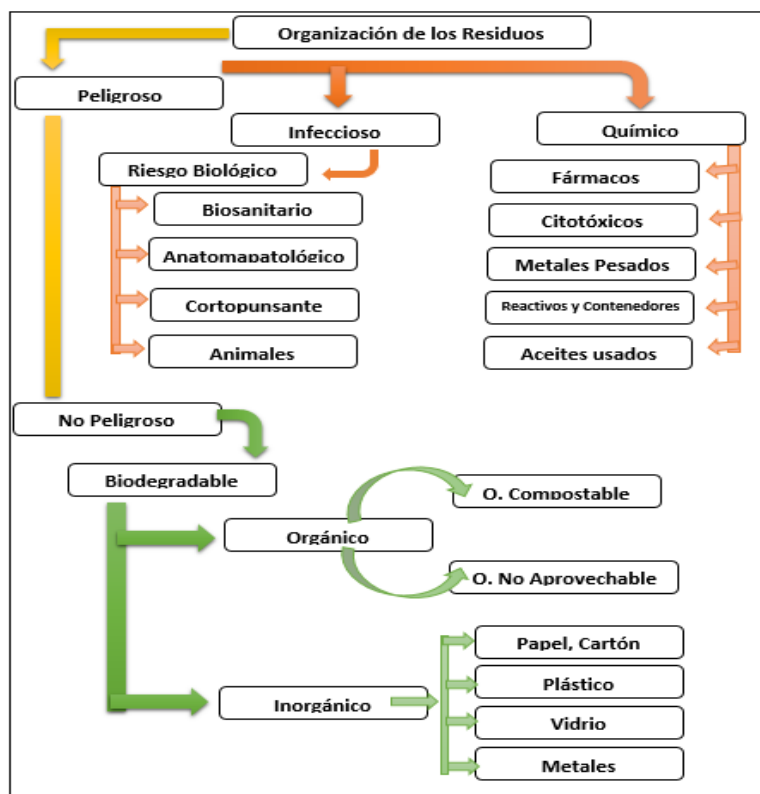 Organización de los Residuos
Peligroso
Infeccioso
Químico
Riesgo Biológico
Fármacos
Biosanitario
Citotóxicos
Anatomapatológico
Metales Pesados
Cortopunsante
Reactivos y Contenedores
Animales
Aceites usados
No Peligroso
Biodegradable
O. Compostable
Orgánico
O. No Aprovechable
Papel, Cartón
Plástico
Inorgánico
Vidrio
Metales